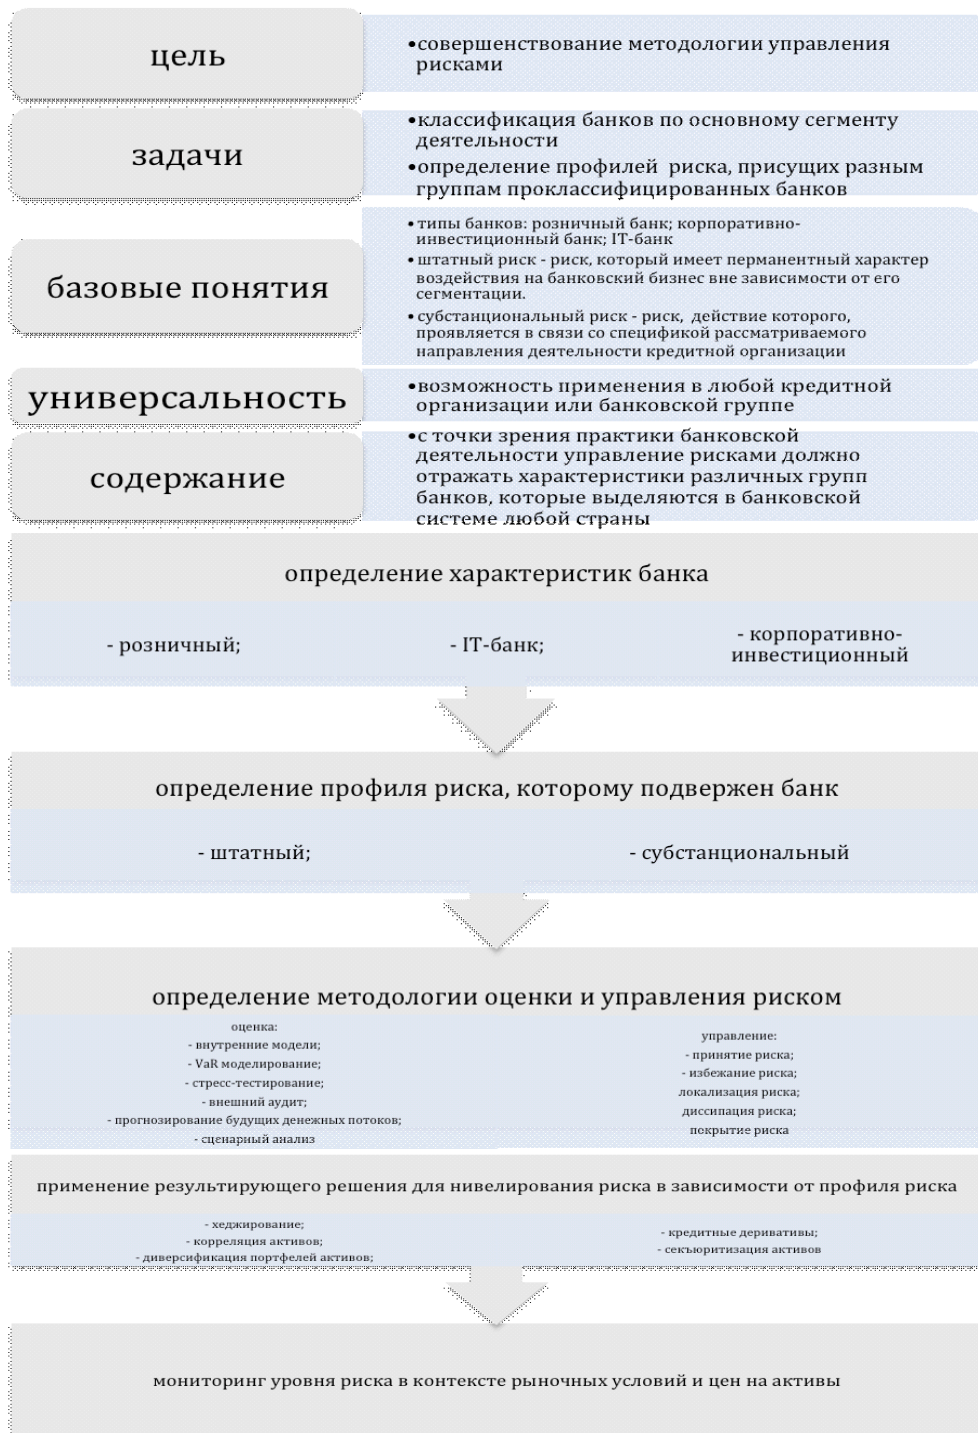 цель
•совершенствование методологии управления
рисками
задачи
•классификация банков по основному сегменту
деятельности
•определение профилей риска, присущих разным
группам проклассифицированных банков
базовые понятия
•типы банков: розничный банк; корпоративно-
инвестиционный банк; IT-банк
•штатный риск - риск, который имеет перманентный характер
воздействия на банковский бизнес вне зависимости от его
сегментации.
•субстанциональный риск - риск, действие которого,
проявляется в связи со спецификой рассматриваемого
направления деятельности кредитной организации
универсальность
•возможность применения в любой кредитной
организации или банковской группе
содержание
•с точки зрения практики банковской
деятельности управление рисками должно
отражать характеристики различных групп
банков, которые выделяются в банковской
системе любой страны
определение характеристик банка
- розничный;
- IT-банк;
- корпоративно-
инвестиционный
определение профиля риска, которому подвержен банк
- штатный;
- субстанциональный
определение методологии оценки и управления риском
оценка:
- внутренние модели;
- VaR моделирование;
- стресс-тестирование;
- внешний аудит;
- прогнозирование будущих денежных потоков;
- сценарный анализ
управление:
- принятие риска;
- избежание риска;
локализация риска;
диссипация риска;
покрытие риска
применение результирующего решения для нивелирования риска в зависимости от профиля риска
- хеджирование;
- корреляция активов;
- диверсификация портфелей активов;
- кредитные деривативы;
- секъюритизация активов
мониторинг уровня риска в контексте рыночных условий и цен на активы